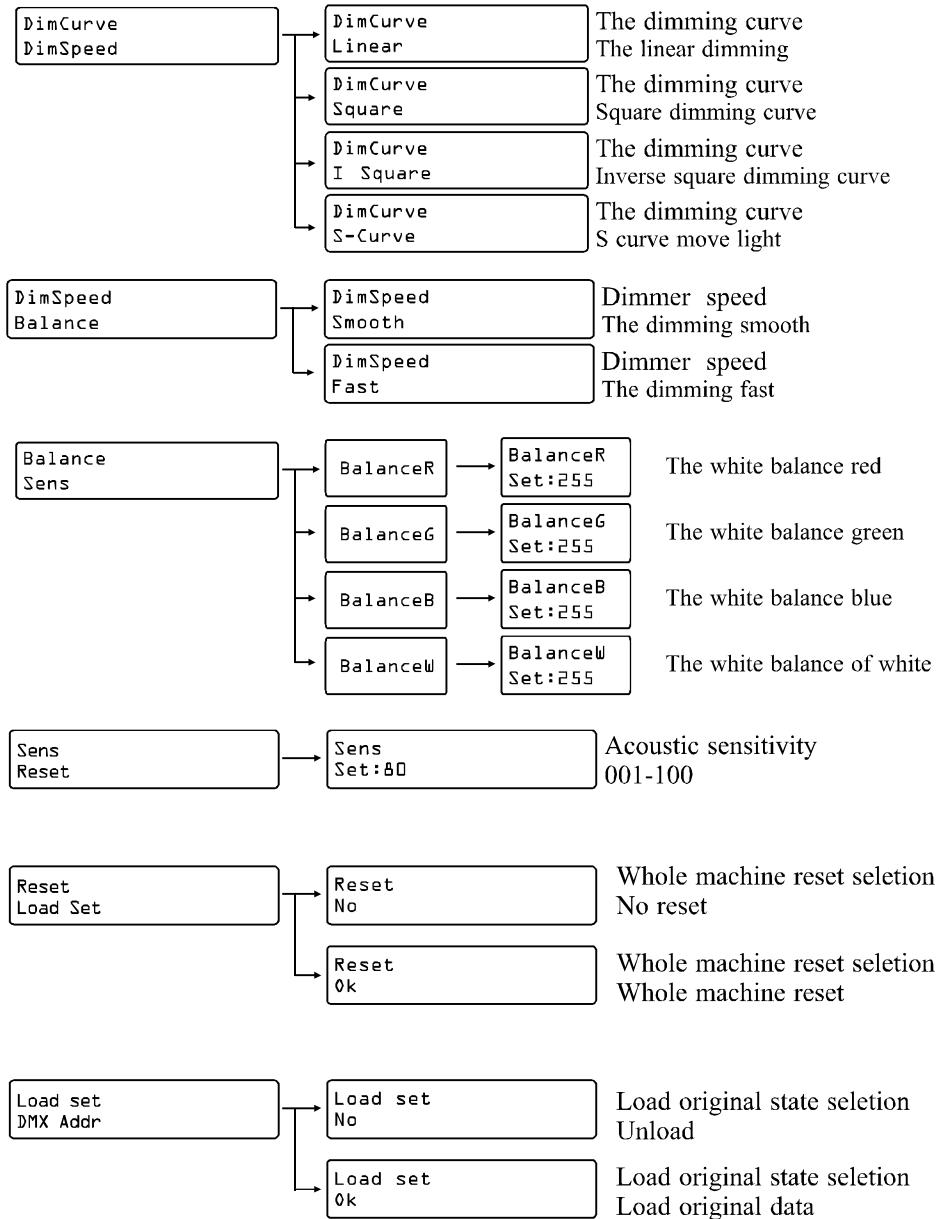 DimCurve
DimSpeed
DimCurve
Linear
The dimming curve
The linear dimming
DimCurve
Square
The dimming curve
Square dimming curve
DimCurve
I Square
The dimming curve
Inverse square dimming curve
DimCurve
S-Curve
The dimming curve
S curve move light
DimSpeed
Balance
DimSpeed
Smooth
Dimmer speed
The dimming smooth
DimSpeed
Fast
Dimmer speed
The dimming fast
Balance
Sens
BalanceR
BalanceR
Set:255
The white balance red
BalanceG
BalanceG
Set:255
The white balance green
BalanceB
BalanceB
Set:255
The white balance blue
BalanceW
BalanceW
Set:255
The white balance of white
Sens
Reset
Sens
Set:80
Acoustic sensitivity
001-100
Reset
Load Set
Reset
No
Whole machine reset seletion
No reset
Reset
Ok
Whole machine reset seletion
Whole machine reset
Load set
DMX Addr
Load set
No
Load original state seletion
Unload
Load set
Ok
Load original state seletion
Load original data